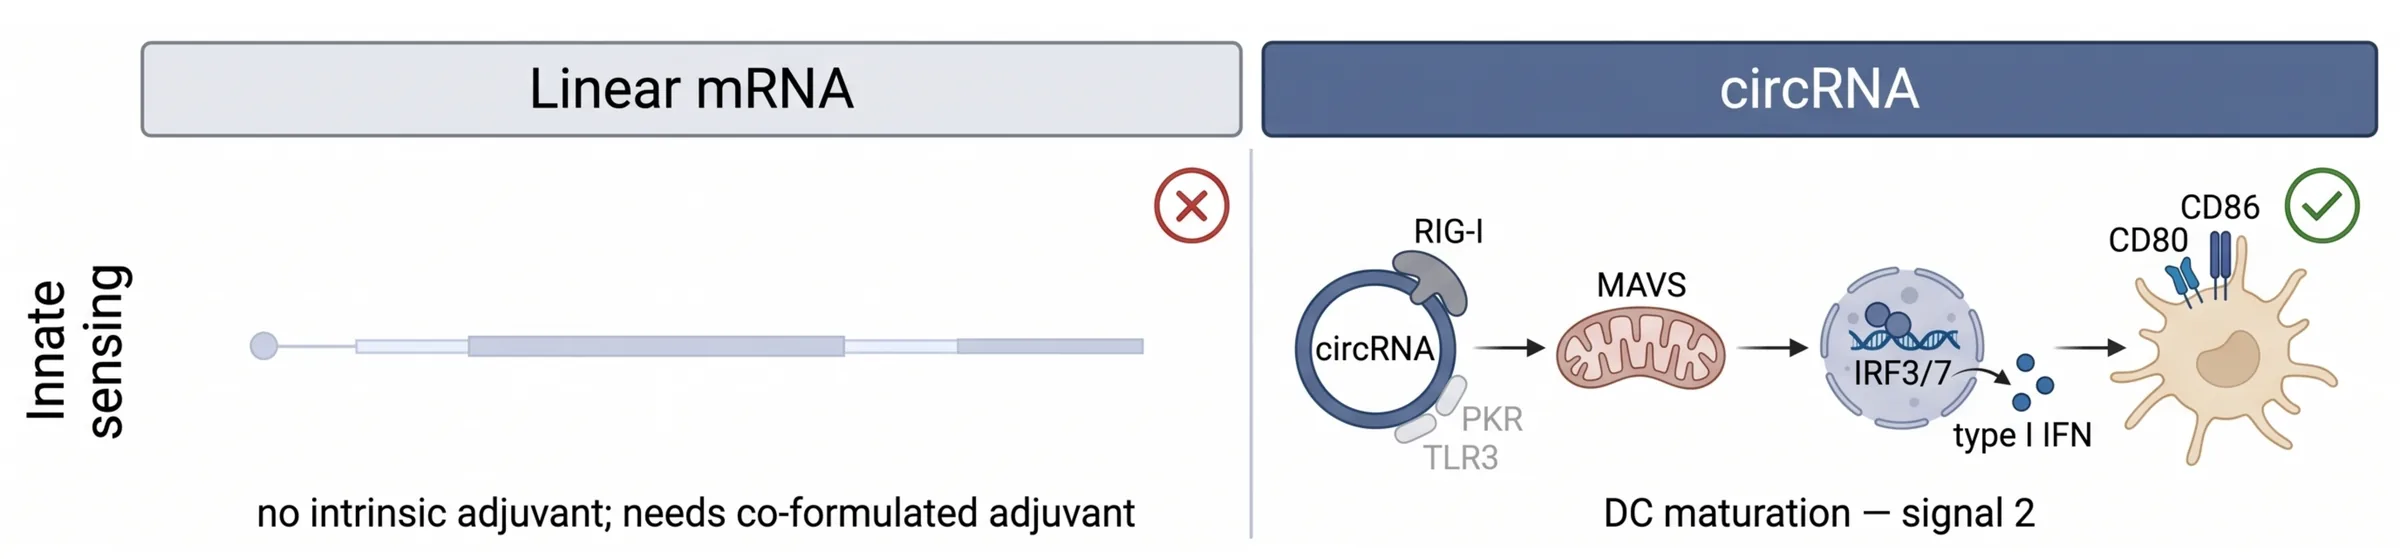 Linear mRNA
circRNA
Innate
sensing
no intrinsic adjuvant; needs co-formulated adjuvant
RIG-I
circRNA
PKR
TLR3
MAVS
IRF3/7
type I IFN
CD80
CD86
DC maturation — signal 2